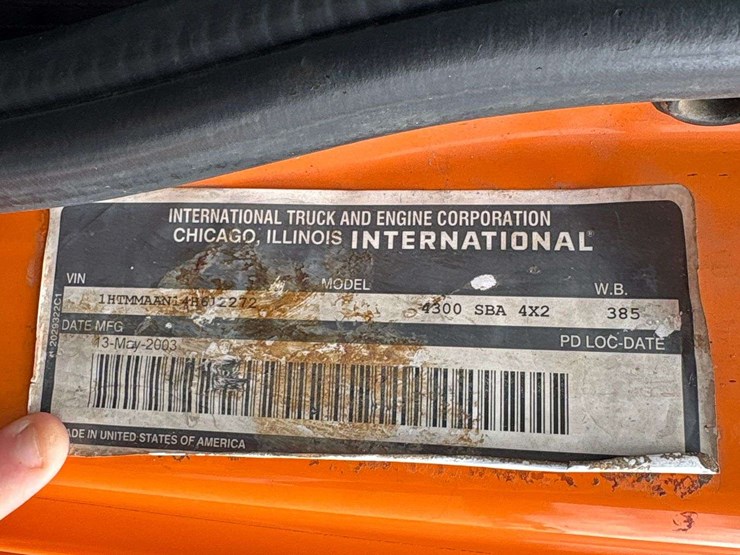 INTERNATIONAL TRUCK AND ENGINE CORPORATION
CHICAGO, ILLINOIS INTERNATIONAL®
VIN MODEL W.B.
1HTMMAAN14H612272 4300 SBA 4X2 385
DATE MFG PD LOC-DATE
13-May-2003
ADE IN UNITED STATES OF AMERICA